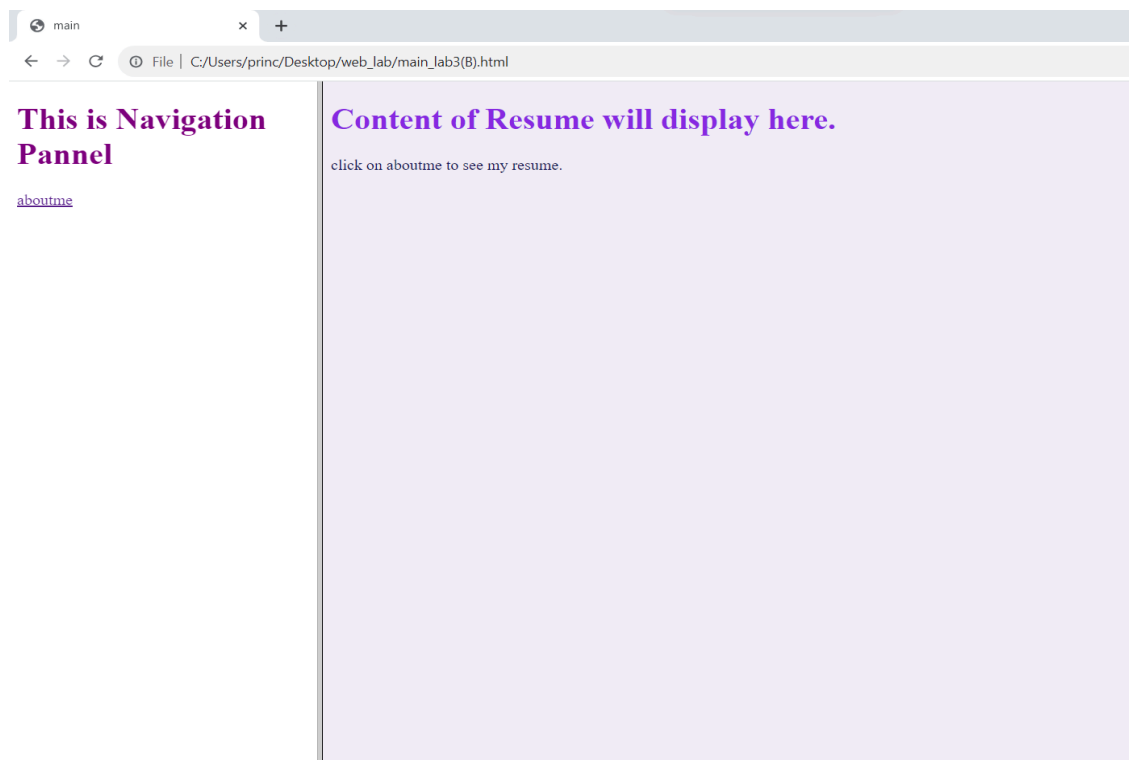 main
File | C:/Users/princ/Desktop/web_lab/main_lab3(B).html
This is Navigation
Pannel
aboutme
Content of Resume will display here.
click on aboutme to see my resume.